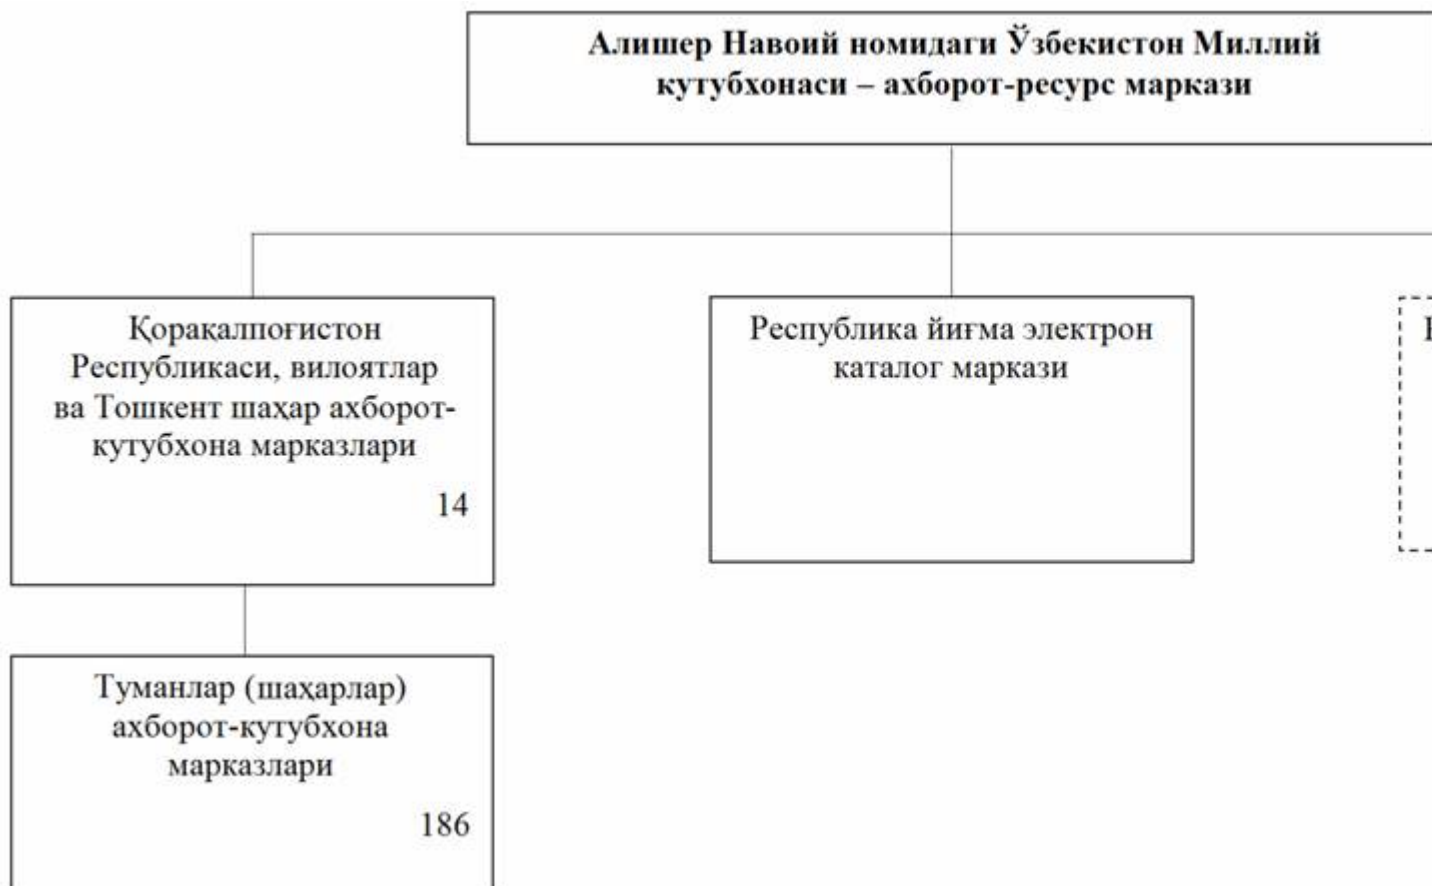 Алишер Навоий номидаги Ўзбекистон Миллий
кутубхонаси – ахборот-ресурс маркази
Қорақалпоғистон
Республикаси, вилоятлар
ва Тошкент шаҳар ахборот-
кутубхона марказлари
14
Республика йиғма электрон
каталог маркази
Туманлар (шаҳарлар)
ахборот-кутубхона
марказлари
186